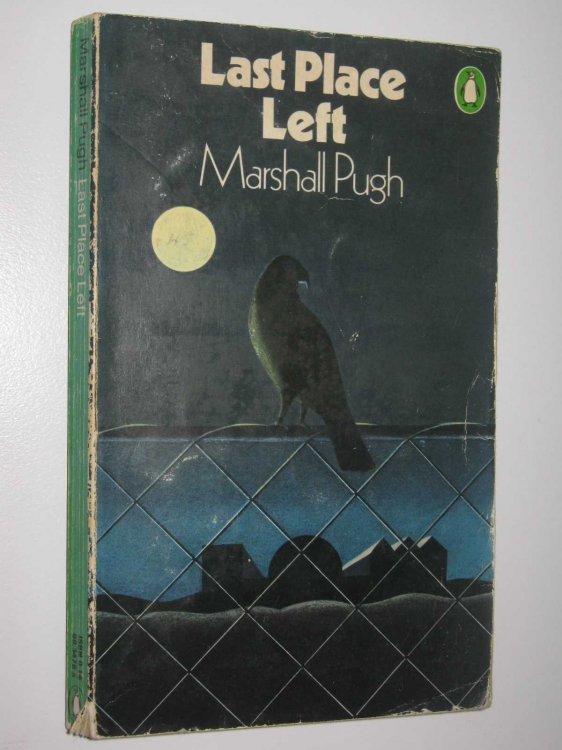 Last Place
Left
Marshall Pugh
Marshall Pugh Last Place Left